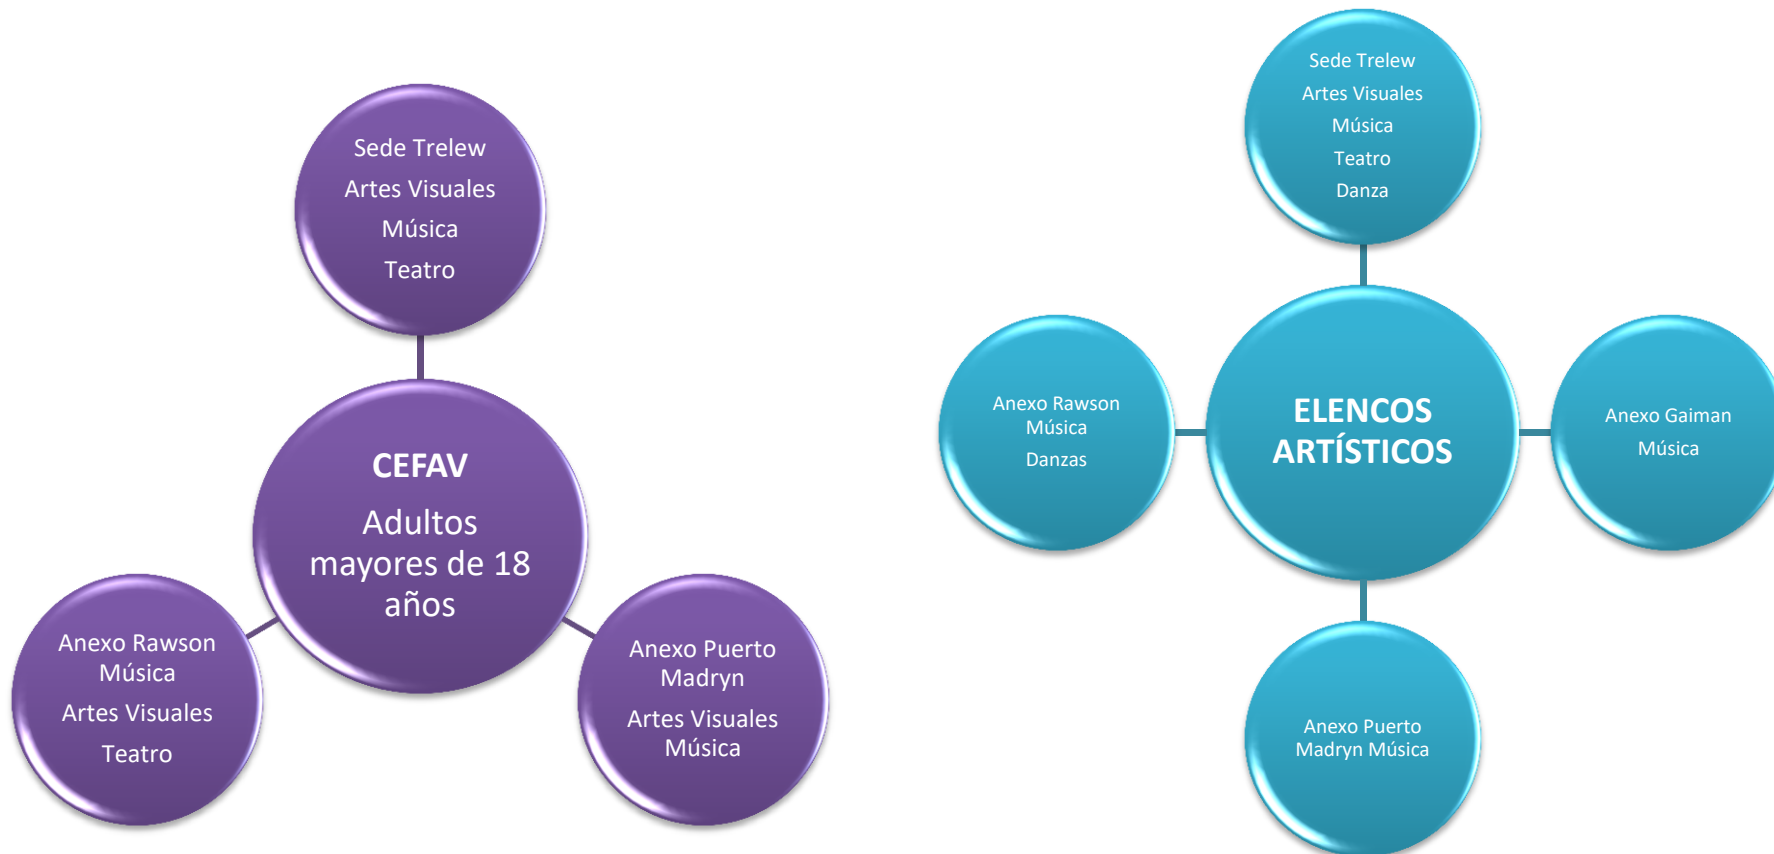 Sede Trelew
Artes Visuales
Música
Teatro
CEFAV
Adultos
mayores de 18
años
Anexo Rawson
Música
Artes Visuales
Teatro
Anexo Puerto
Madryn
Artes Visuales
Música
Sede Trelew
Artes Visuales
Música
Teatro
Danza
Anexo Rawson
Música
Danzas
ELENCOS
ARTÍSTICOS
Anexo Gaiman
Música
Anexo Puerto
Madryn Música